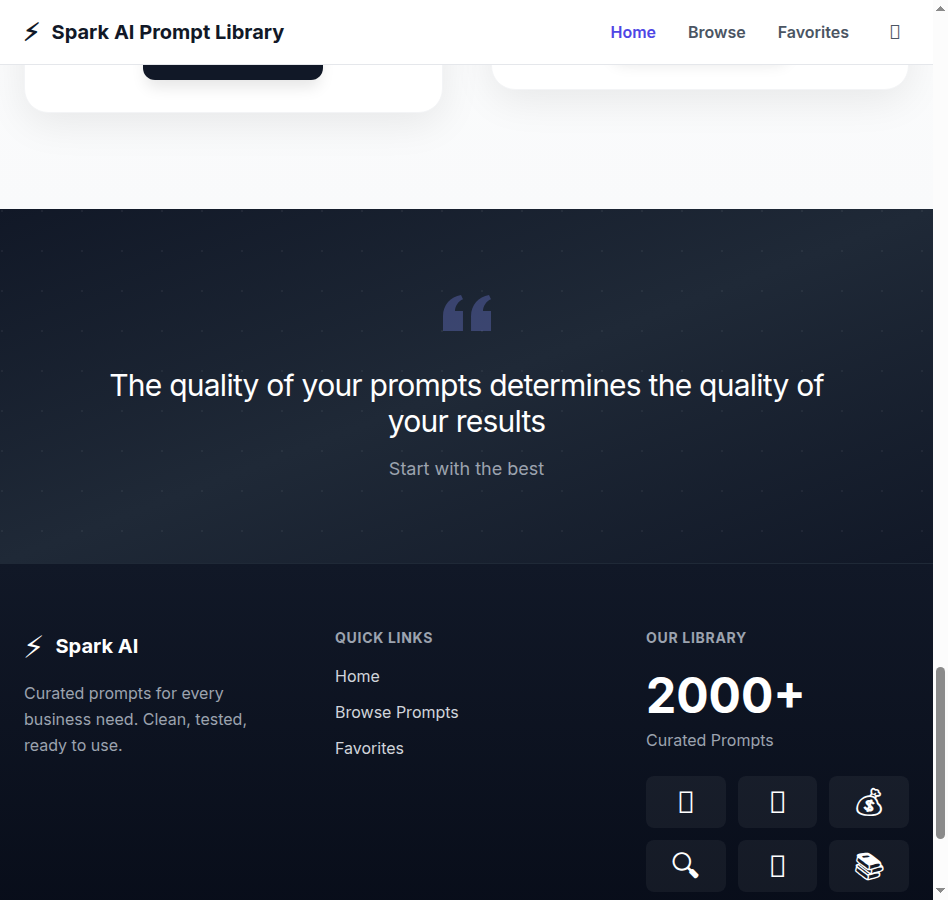 Spark AI Prompt Library
Home
Browse
Favorites
The quality of your prompts determines the quality of
your results
Start with the best
Spark AI
Curated prompts for every
business need. Clean, tested,
ready to use.
QUICK LINKS
Home
Browse Prompts
Favorites
OUR LIBRARY
2000+
Curated Prompts